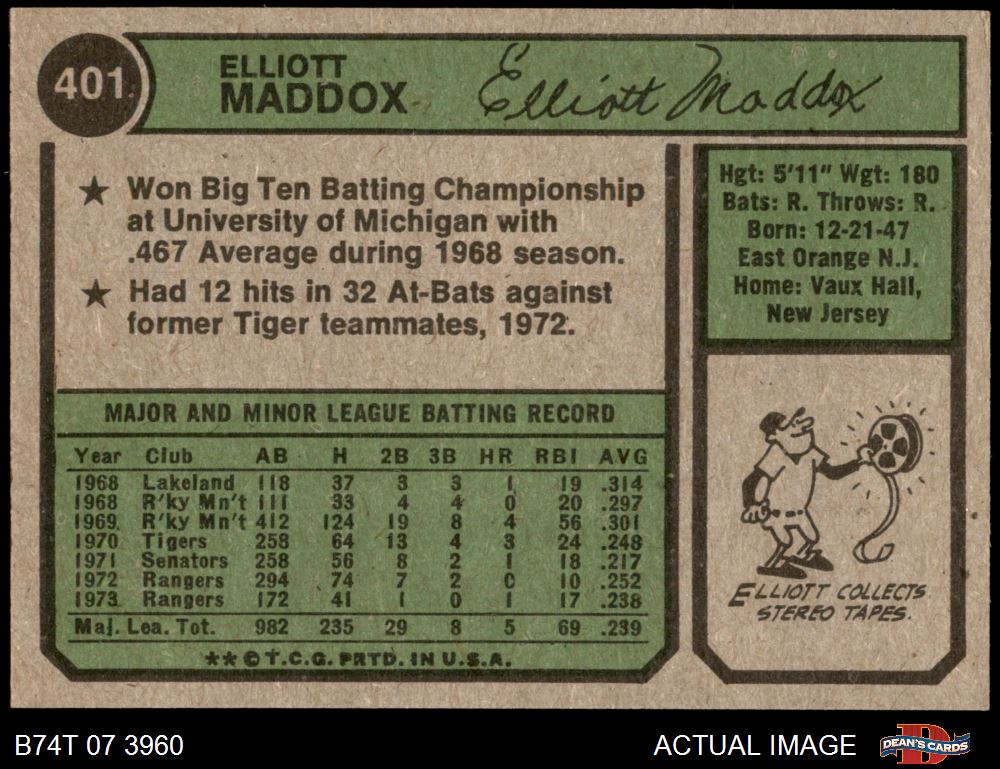 401
ELLIOTT
MADDOX
Elliott Maddox
★ Won Big Ten Batting Championship
at University of Michigan with
.467 Average during 1968 season.
★ Had 12 hits in 32 At-Bats against
former Tiger teammates, 1972.
Hgt: 5'11" Wgt: 180
Bats: R. Throws: R.
Born: 12-21-47
East Orange N.J.
Home: Vaux Hall,
New Jersey
MAJOR AND MINOR LEAGUE BATTING RECORD
Year Club AB H 2B 3B HR RBI AVG
1968 Lakeland 118 37 3 3 1 19 .314
1968 R'ky Mn't 111 33 4 4 0 20 .297
1969 R'ky Mn't 412 124 19 8 4 56 .301
1970 Tigers 258 64 13 4 3 24 .248
1971 Senators 258 56 8 2 1 18 .217
1972 Rangers 294 74 7 2 0 10 .252
1973 Rangers 172 41 1 0 1 17 .238
Maj. Lea. Tot. 982 235 29 8 5 69 .239
**©T.C.G. PRTD. IN U.S.A.
ELLIOTT COLLECTS
STEREO TAPES.
B74T 07 3960
ACTUAL IMAGE
DEAN'S CARDS